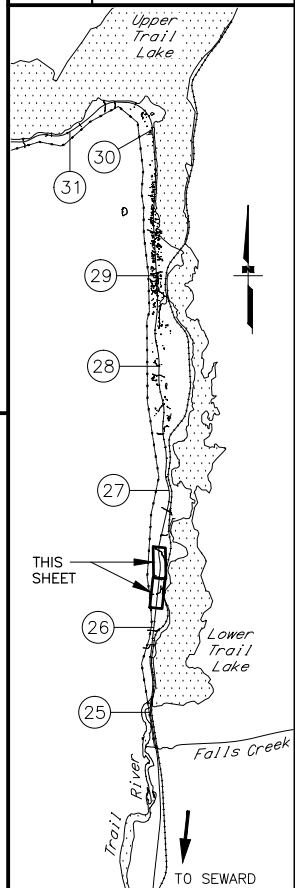 Upper
Trail
Lake
30
31
29
28
27
THIS
SHEET
26
Lower
Trail
Lake
25
Falls Creek
Trail
River
TO SEWARD